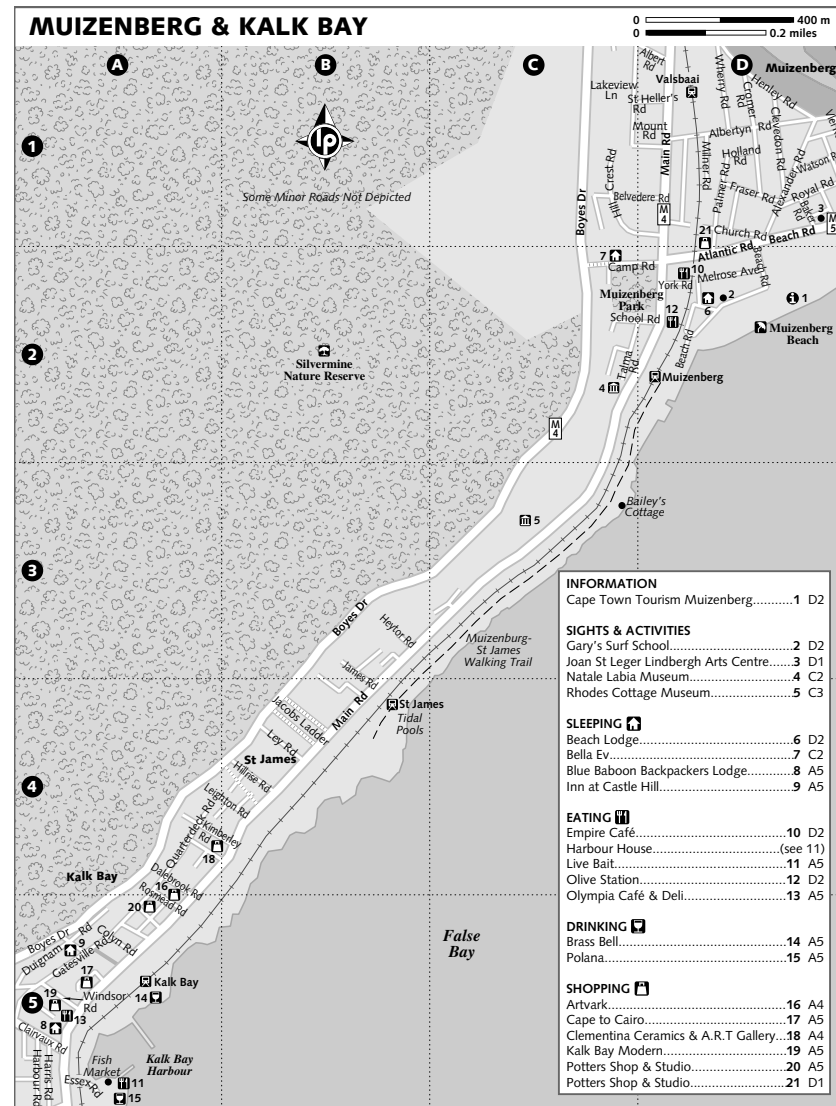 MUIZENBERG & KALK BAY
0 400 m
0 0.2 miles
A
B
C
D
1
2
3
4
5
lp
Some Minor Roads Not Depicted
Albert Rd
Valsbaai
Muizenberg
Lakeview Ln
St Heller's Rd
Mount Rd
Wherry Rd
Cromer Rd
Henley Rd
Clevedon Rd
Albertyn Rd
Holland Rd
Watson
Crest Rd
Hill
Main Rd
Milner Rd
Palmer Rd
Fraser Rd
Alexander Rd
Royal Rd
Baker Rd
3
M 5
Belvedere Rd
M 4
Boyes Dr
21
Church Rd
Beach Rd
Atlantic Rd
7
Camp Rd
10
York Rd
Melrose Ave
Beach Rd
Muizenberg Park
School Rd
12
6
2
1
Muizenberg Beach
Beach Rd
Silvermine Nature Reserve
Talma Rd
4
Muizenberg
M 4
Bailey's Cottage
5
Boyes Dr
Heytor Rd
Muizenburg-
St James
Walking Trail
James Rd
Main Rd
St James
Tidal Pools
Jacobs Ladder
Ley Rd
St James
Hillrise Rd
Leighton Rd
Quarterdeck Rd
Kimberley Rd
18
Kalk Bay
Dalebrook Rd
16
Rosmead Rd
20
False Bay
Boyes Dr
Duignam Rd
9
Gatesville Rd
Colyn Rd
17
Kalk Bay
14
19
Windsor Rd
13
8
Clairvaux Rd
Harbour Rd
Harris Rd
Fish Market
Kalk Bay Harbour
Essex Rd
11
15
INFORMATION
Cape Town Tourism Muizenberg..........1 D2
SIGHTS & ACTIVITIES
Gary's Surf School..........2 D2
Joan St Leger Lindbergh Arts Centre......3 D1
Natale Labia Museum..........4 C2
Rhodes Cottage Museum..........5 C3
SLEEPING
Beach Lodge..........6 D2
Bella Ev..........7 C2
Blue Baboon Backpackers Lodge..........8 A5
Inn at Castle Hill..........9 A5
EATING
Empire Café..........10 D2
Harbour House..........(see 11)
Live Bait..........11 A5
Olive Station..........12 D2
Olympia Café & Deli..........13 A5
DRINKING
Brass Bell..........14 A5
Polana..........15 A5
SHOPPING
Artvark..........16 A4
Cape to Cairo..........17 A5
Clementina Ceramics & A.R.T Gallery...18 A4
Kalk Bay Modern..........19 A5
Potters Shop & Studio..........20 A5
Potters Shop & Studio..........21 D1